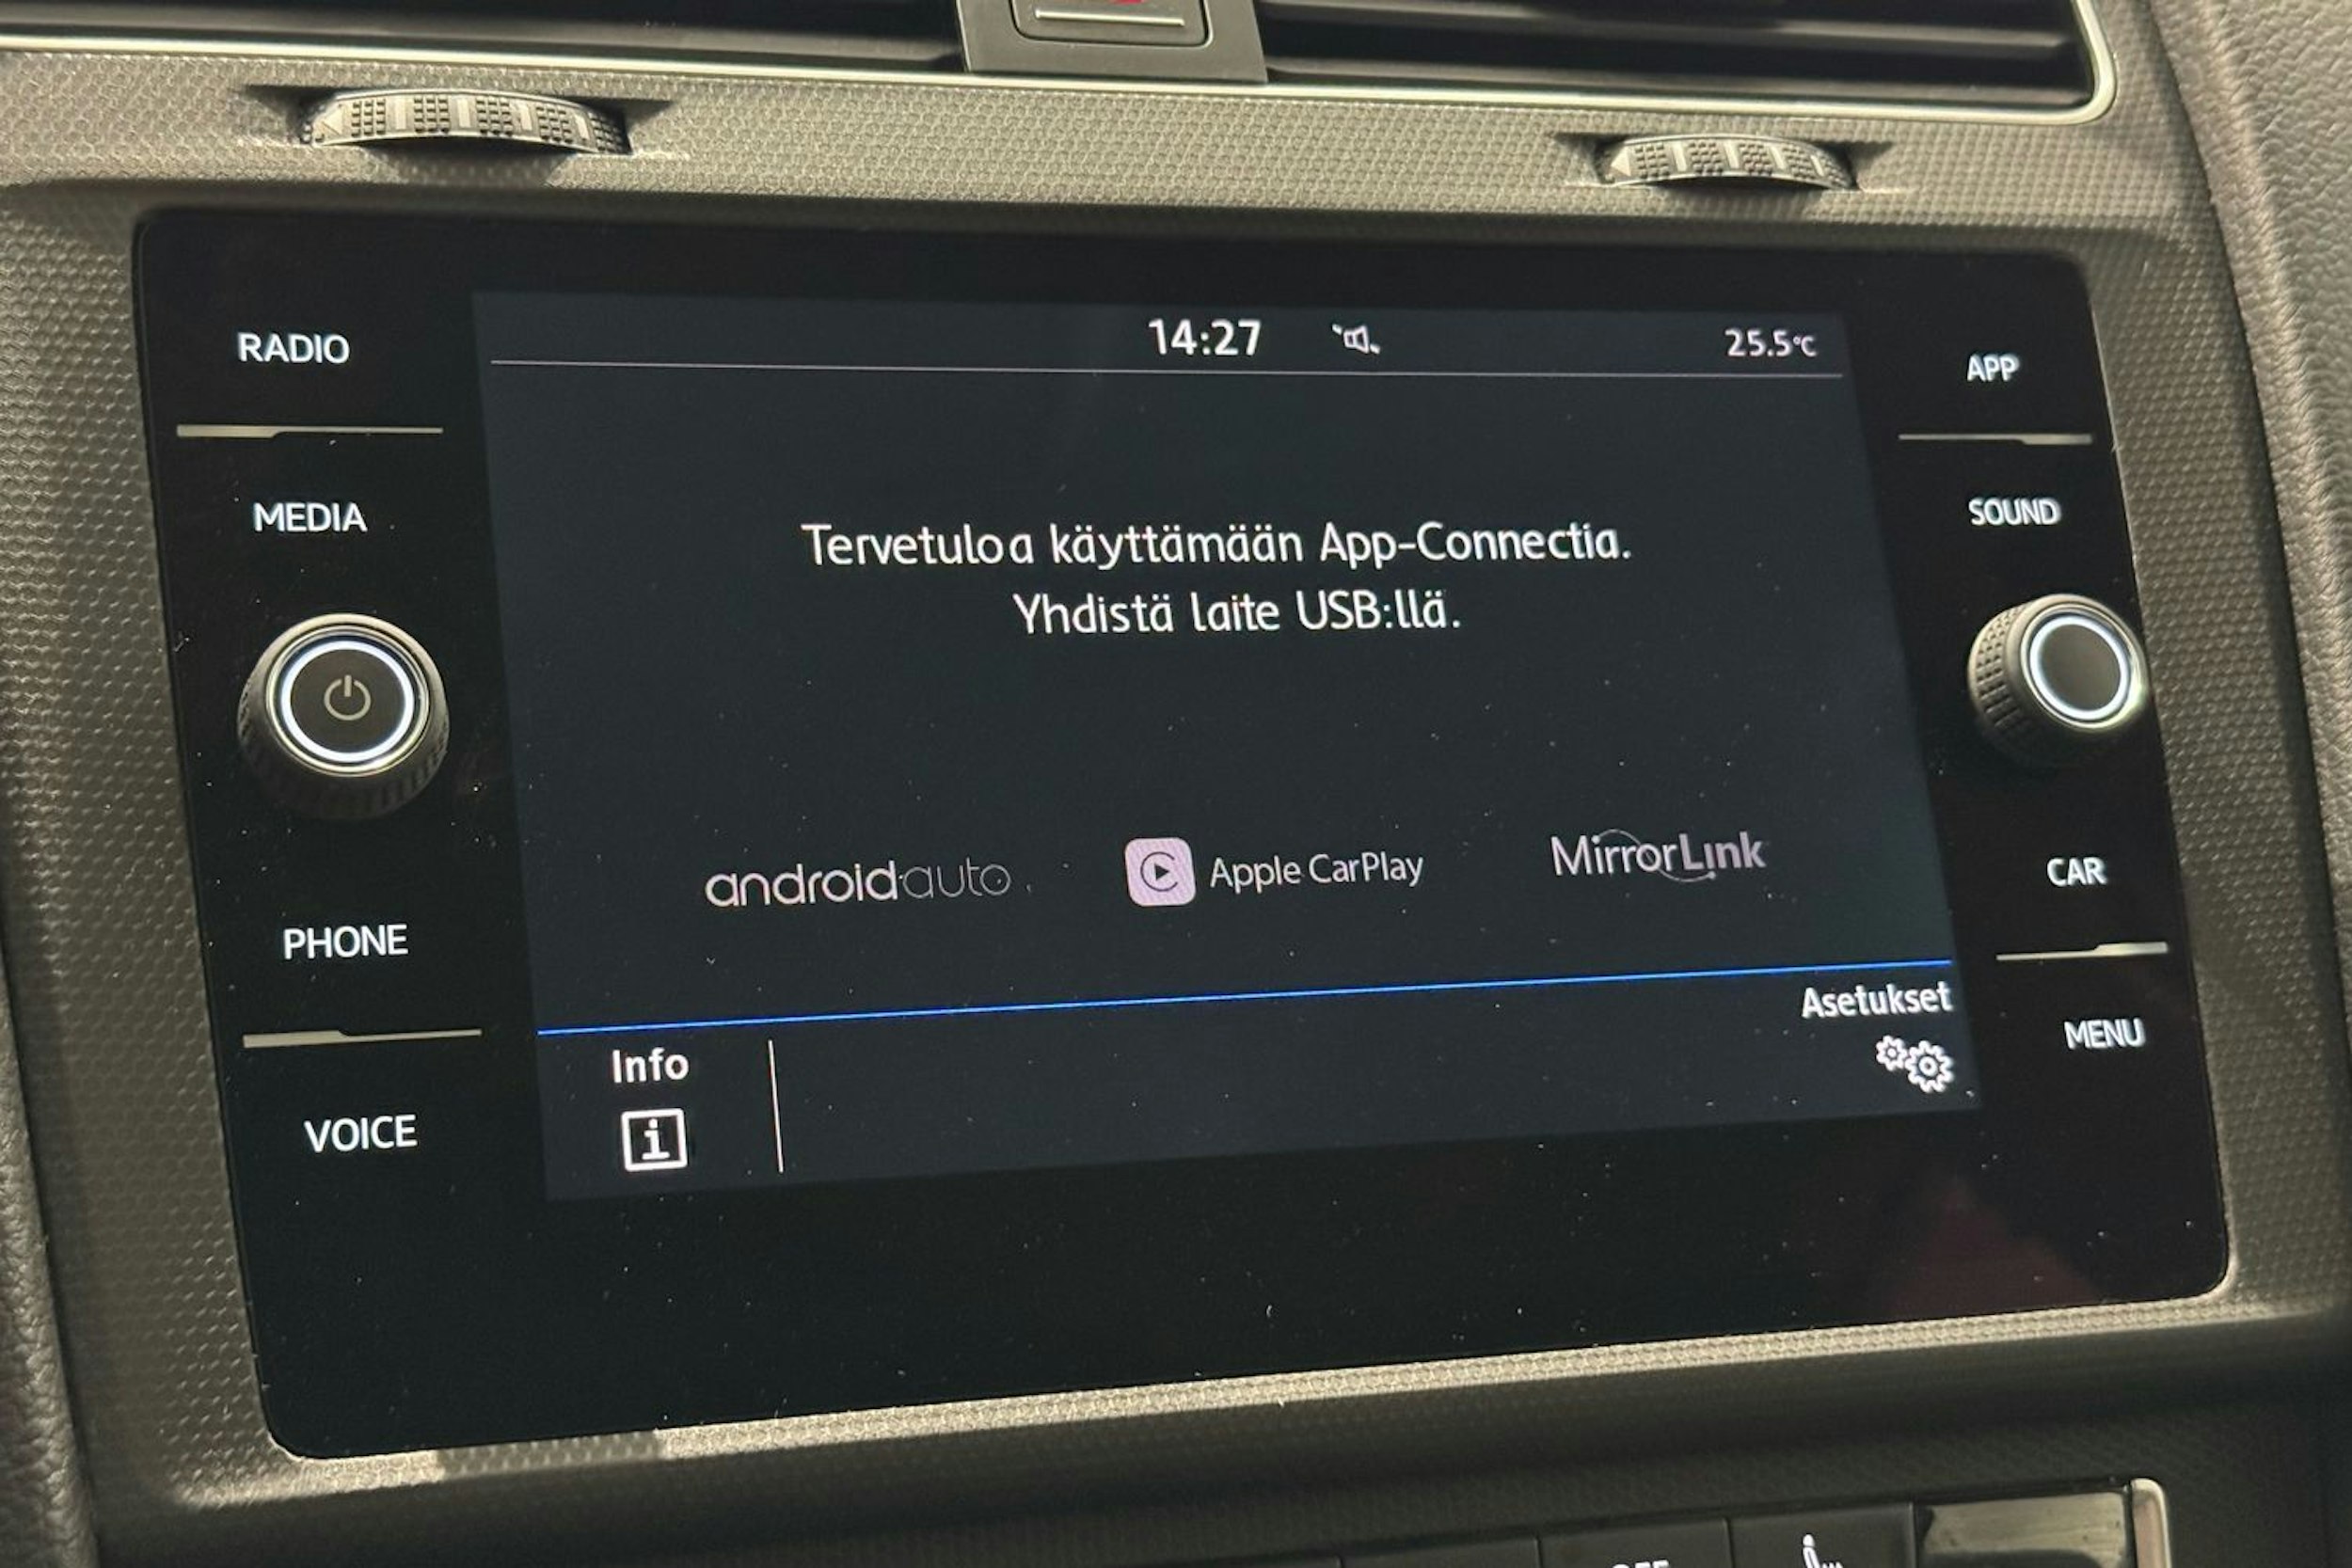 RADIO
MEDIA
PHONE
VOICE
14:27
25.5°C
Tervetuloa käyttämään App-Connectia.
Yhdistä laite USB:llä.
androidauto
Apple CarPlay
MirrorLink
Info
Asetukset
APP
SOUND
CAR
MENU